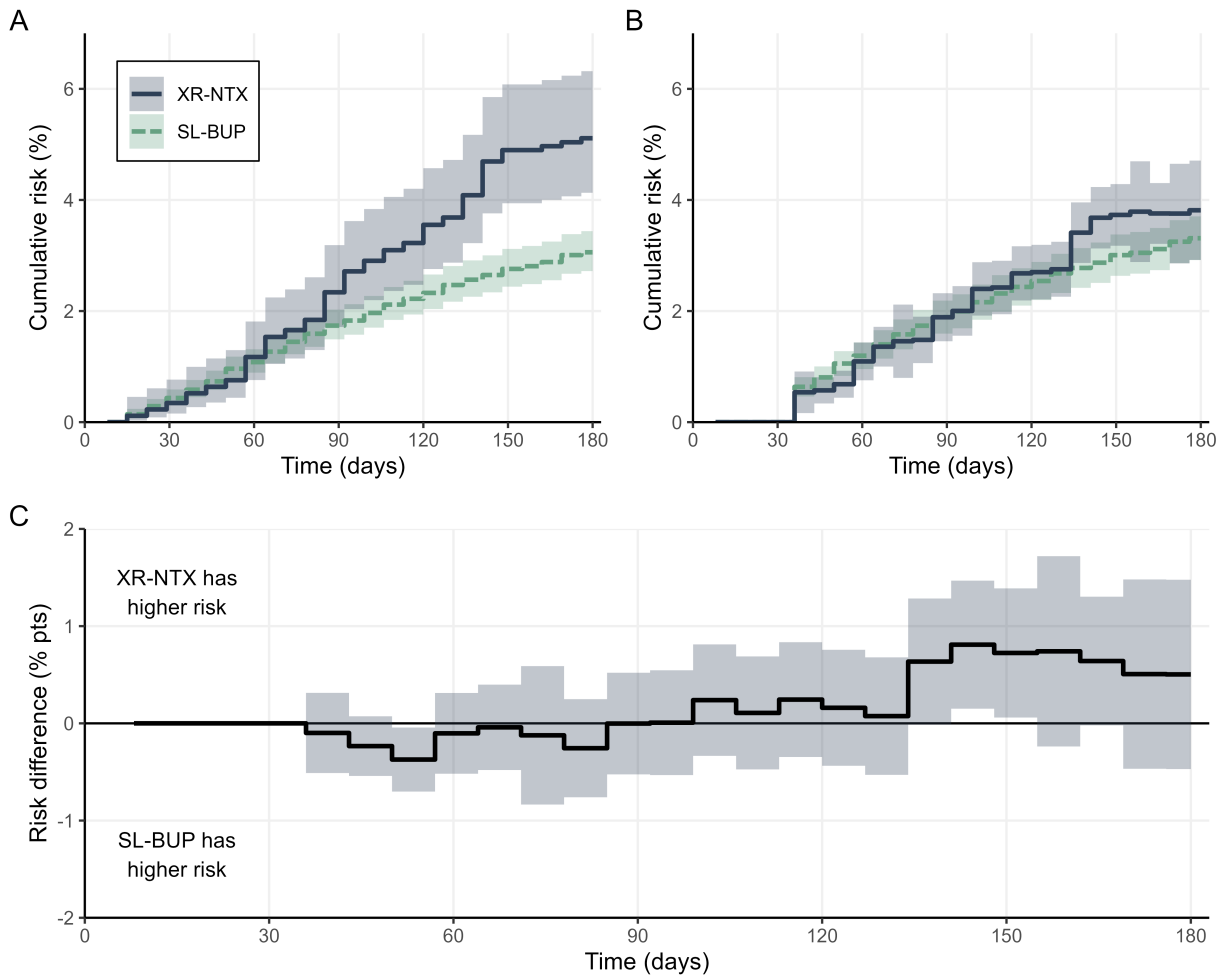 A
XR-NTX
SL-BUP
Cumulative risk (%)
6
4
2
0
0 30 60 90 120 150 180
Time (days)
B
Cumulative risk (%)
6
4
2
0
0 30 60 90 120 150 180
Time (days)
C
Risk difference (% pts)
2
1
0
-1
-2
XR-NTX has
higher risk
SL-BUP has
higher risk
0 30 60 90 120 150 180
Time (days)